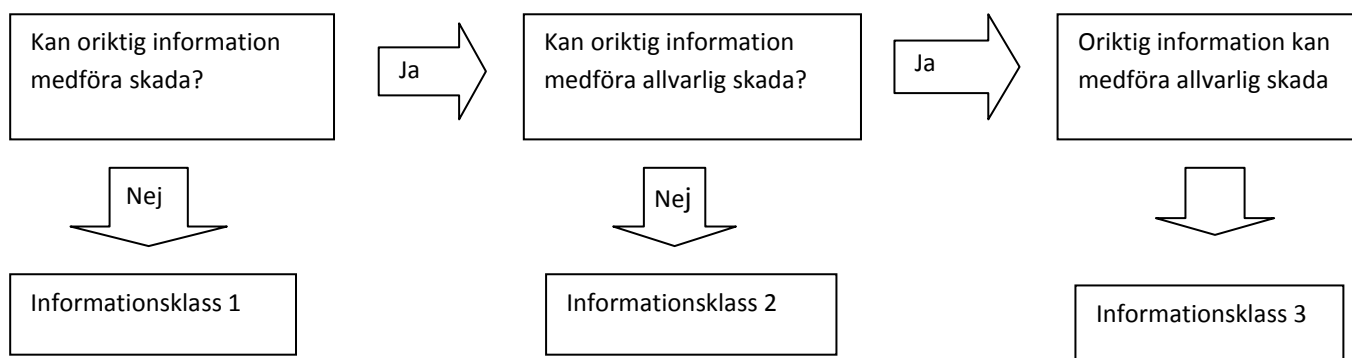 Kan oriktig information
medföra skada?
Ja
Kan oriktig information
medföra allvarlig skada?
Ja
Oriktig information kan
medföra allvarlig skada
Nej
Nej
Informationsklass 1
Informationsklass 2
Informationsklass 3